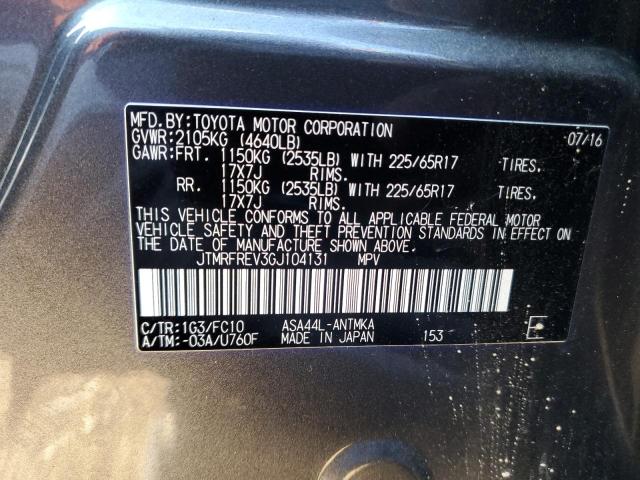 MFD.BY:TOYOTA MOTOR CORPORATION 07/16
GVWR:2105KG (4640LB)
GAWR:FRT. 1150KG (2535LB) WITH 225/65R17 TIRES,
17X7J RIMS.
RR. 1150KG (2535LB) WITH 225/65R17 TIRES,
17X7J RIMS.
THIS VEHICLE CONFORMS TO ALL APPLICABLE FEDERAL MOTOR
VEHICLE SAFETY AND THEFT PREVENTION STANDARDS IN EFFECT ON
THE DATE OF MANUFACTURE SHOWN ABOVE.
JTMRFREV3GJ104131 MPV
C/TR:1G3/FC10 ASA44L-ANTMKA
A/TM:-03A/U760F MADE IN JAPAN 153 E